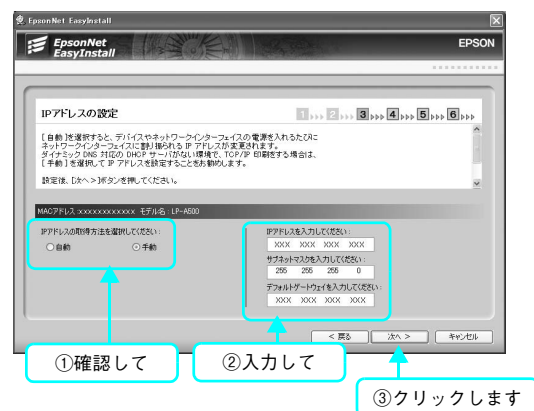 EpsonNet EasyInstall
EpsonNet
EasyInstall
EPSON
IPアドレスの設定
1 2 3 4 5 6
[自動]を選択すると、デバイスやネットワークインターフェイスの電源を入れるたびに
ネットワークインターフェイスに割り振られる IP アドレスが変更されます。
ダイナミック DNS 対応の DHCP サーバがない環境で、TCP/IP 印刷をする場合は、
[手動]を選択して IP アドレスを設定することをお勧めします。
設定後、[次へ >]ボタンを押してください。
MACアドレス:xxxxxxxxxxxx モデル名:LP-A500
IPアドレスの取得方法を選択してください:
自動
手動
IPアドレスを入力してください:
XXX XXX XXX XXX
サブネットマスクを入力してください:
255 255 255 0
デフォルトゲートウェイを入力してください:
XXX XXX XXX XXX
< 戻る
次へ >
キャンセル
①確認して
②入力して
③クリックします